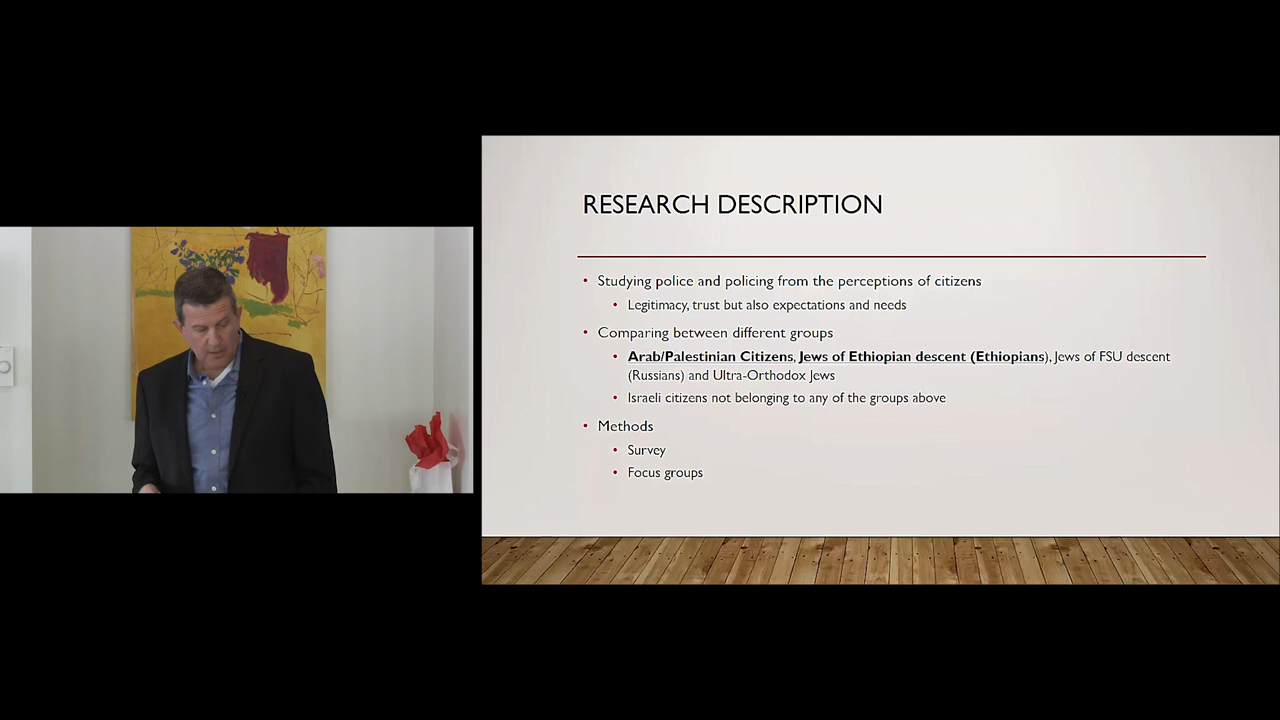 RESEARCH DESCRIPTION
• Studying police and policing from the perceptions of citizens
• Legitimacy, trust but also expectations and needs
• Comparing between different groups
• Arab/Palestinian Citizens, Jews of Ethiopian descent (Ethiopians), Jews of FSU descent
(Russians) and Ultra-Orthodox Jews
• Israeli citizens not belonging to any of the groups above
• Methods
• Survey
• Focus groups